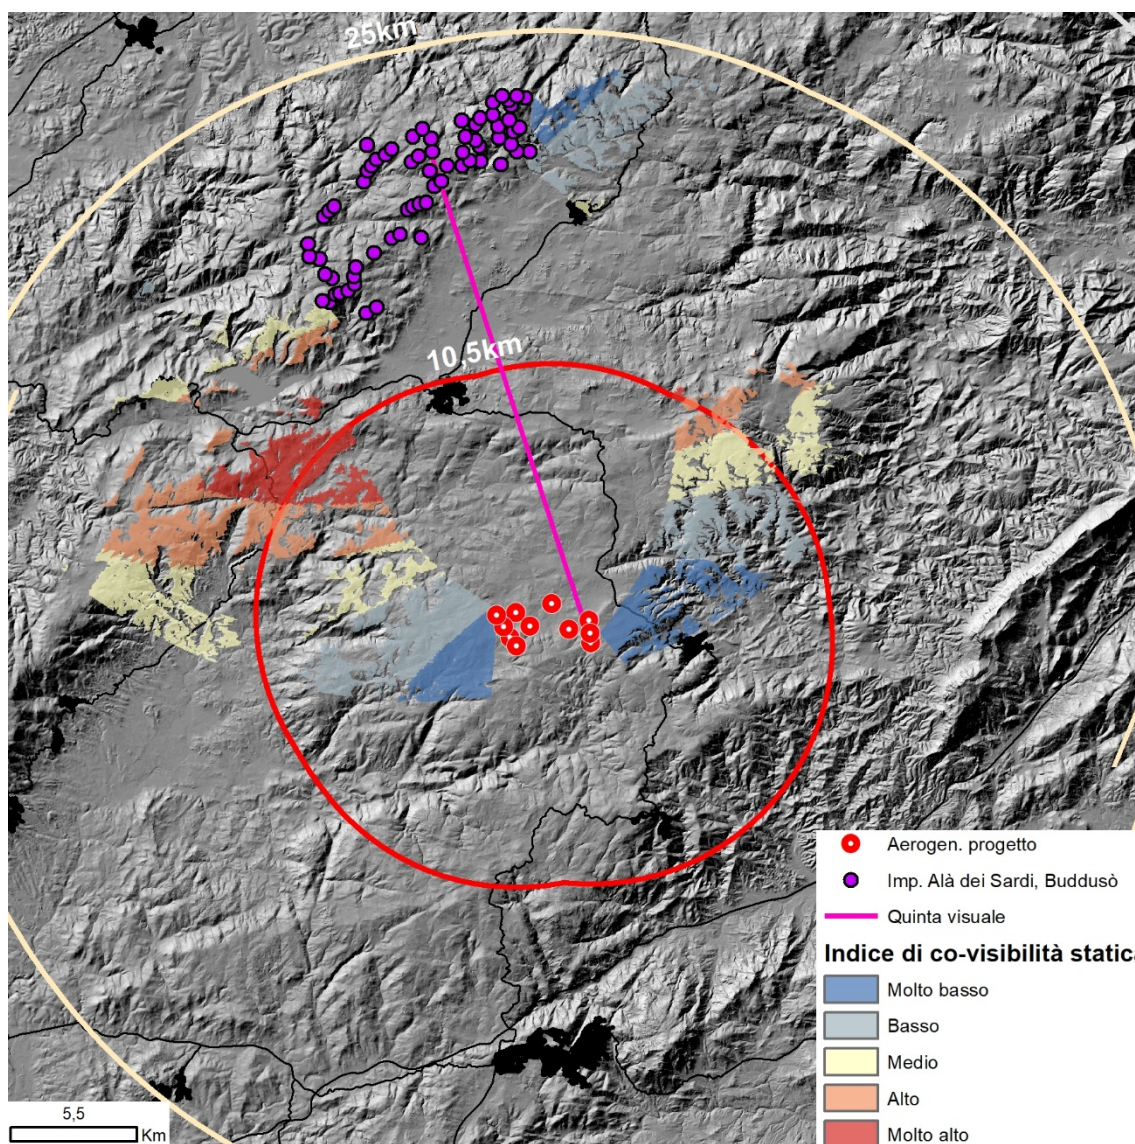 25km
10,5km
Aerogen. progetto
Imp. Alà dei Sardi, Buddusò
Quinta visuale
Indice di co-visibilità statica
Molto basso
Basso
Medio
Alto
Molto alto
5,5
Km